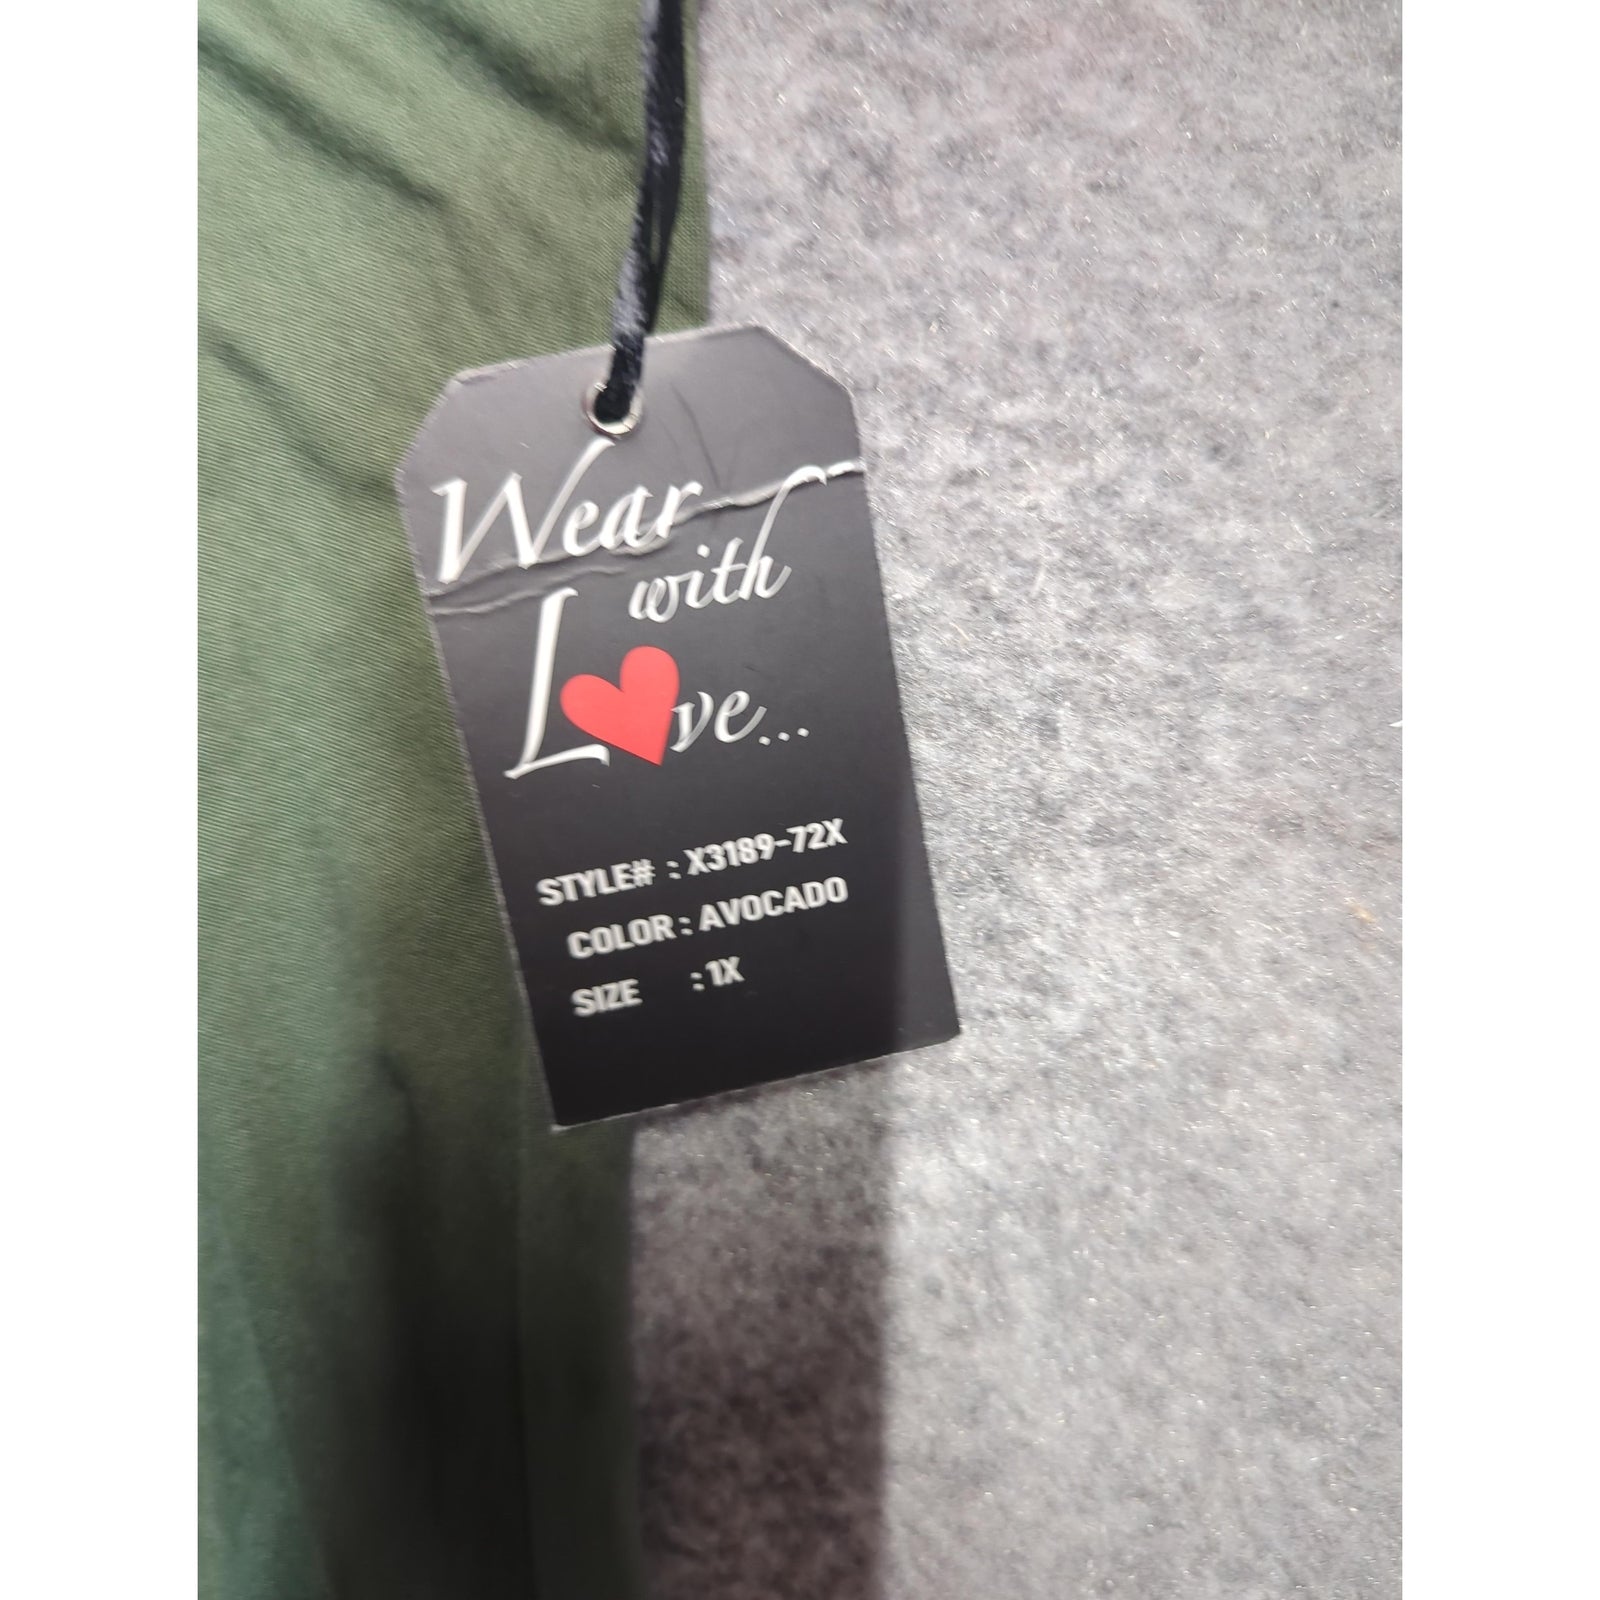 Wear
with
Love...
STYLE# : X3189-72X
COLOR : AVOCADO
SIZE : 1X